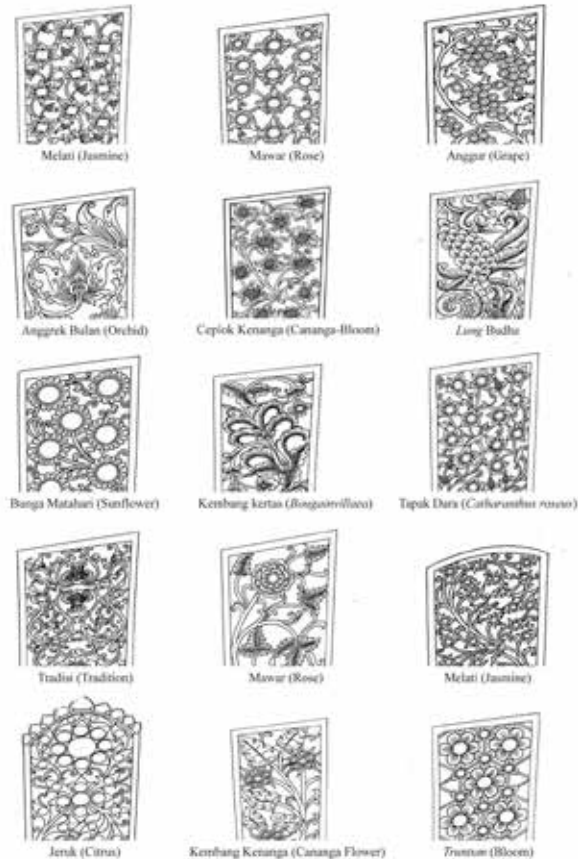 Melati (Jasmine)
Mawar (Rose)
Anggur (Grape)
Anggrek Bulan (Orchid)
Ceplok Kenanga (Cananga-Bloom)
Lung Budha
Bunga Matahari (Sunflower)
Kembang kertas (Bougainvillaea)
Tapak Dara (Catharanthus roseus)
Tradisi (Tradition)
Mawar (Rose)
Melati (Jasmine)
Jeruk (Citrus)
Kembang Kenanga (Cananga Flower)
Truntum (Bloom)